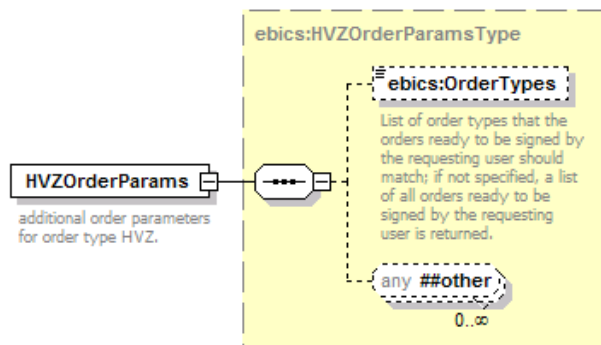 ebics:HVZOrderParamsType
ebics:OrderTypes
List of order types that the
orders ready to be signed by
the requesting user should
match; if not specified, a list
of all orders ready to be
signed by the requesting
user is returned.
HVZOrderParams
additional order parameters
for order type HVZ.
any ##other
0..∞